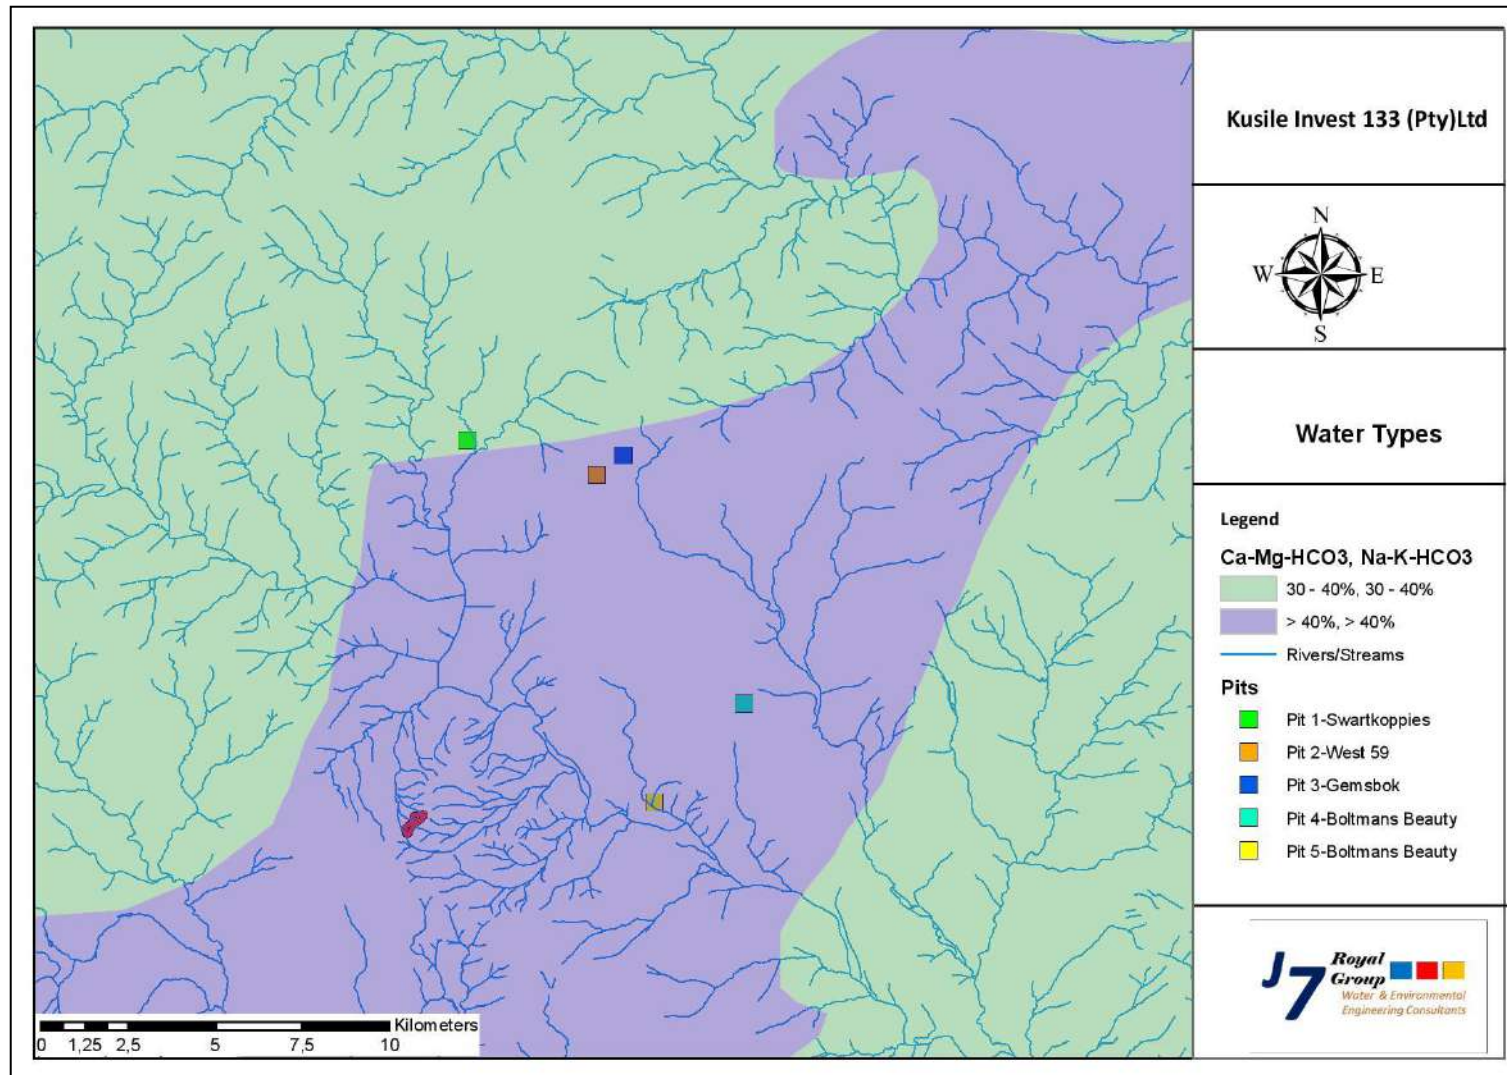 Kusile Invest 133 (Pty)Ltd
N
W
E
S
Water Types
Legend
Ca-Mg-HCO3, Na-K-HCO3
30 - 40%, 30 - 40%
> 40%, > 40%
Rivers/Streams
Pits
Pit 1-Swartkoppies
Pit 2-West 59
Pit 3-Gemsbok
Pit 4-Boltmans Beauty
Pit 5-Boltmans Beauty
J7
Royal
Group
Water & Environmental
Engineering Consultants
Kilometers
0 1,25 2,5 5 7,5 10